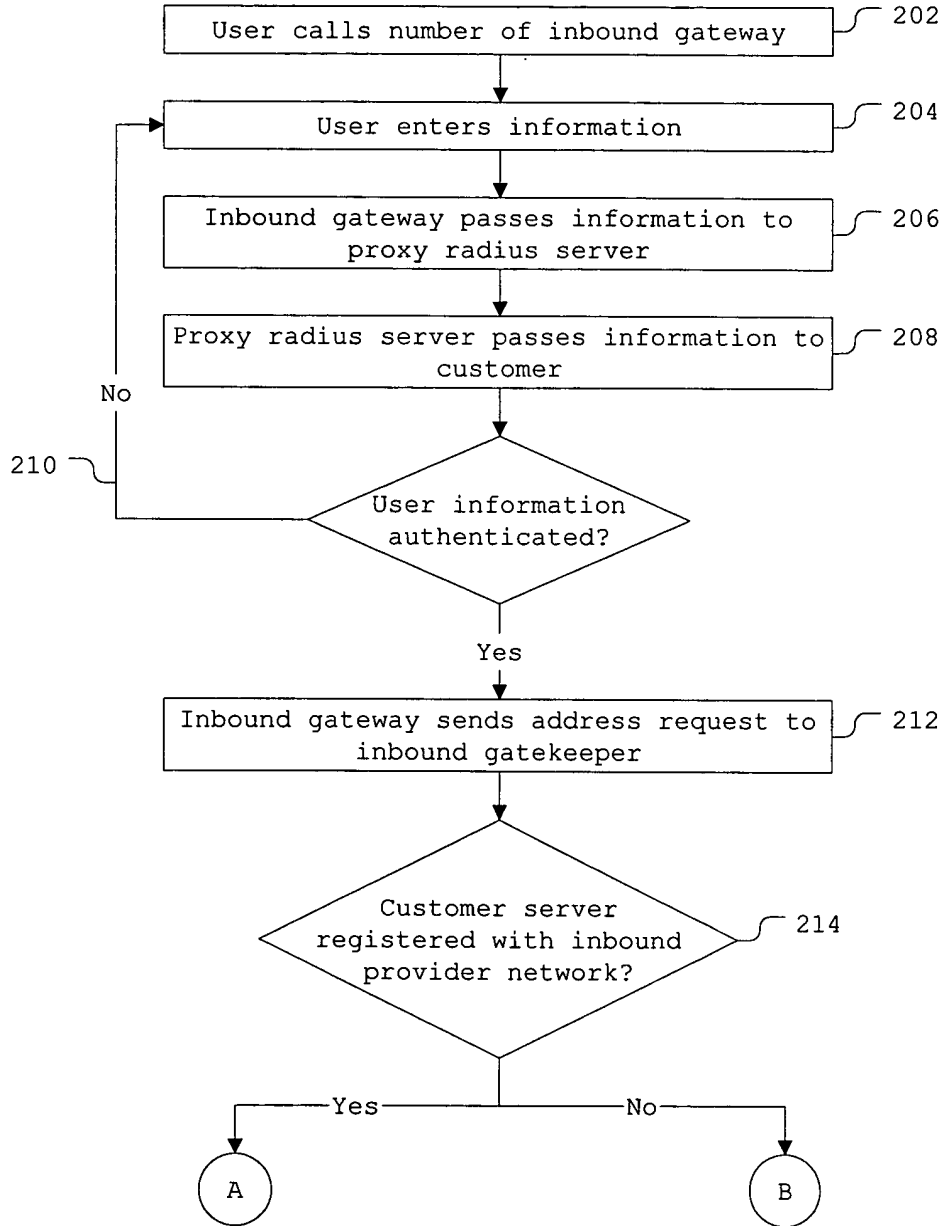 User calls number of inbound gateway
202
User enters information
204
Inbound gateway passes information to
proxy radius server
206
Proxy radius server passes information to
customer
208
No
210
User information
authenticated?
Yes
Inbound gateway sends address request to
inbound gatekeeper
212
Customer server
registered with inbound
provider network?
214
Yes
No
A
B